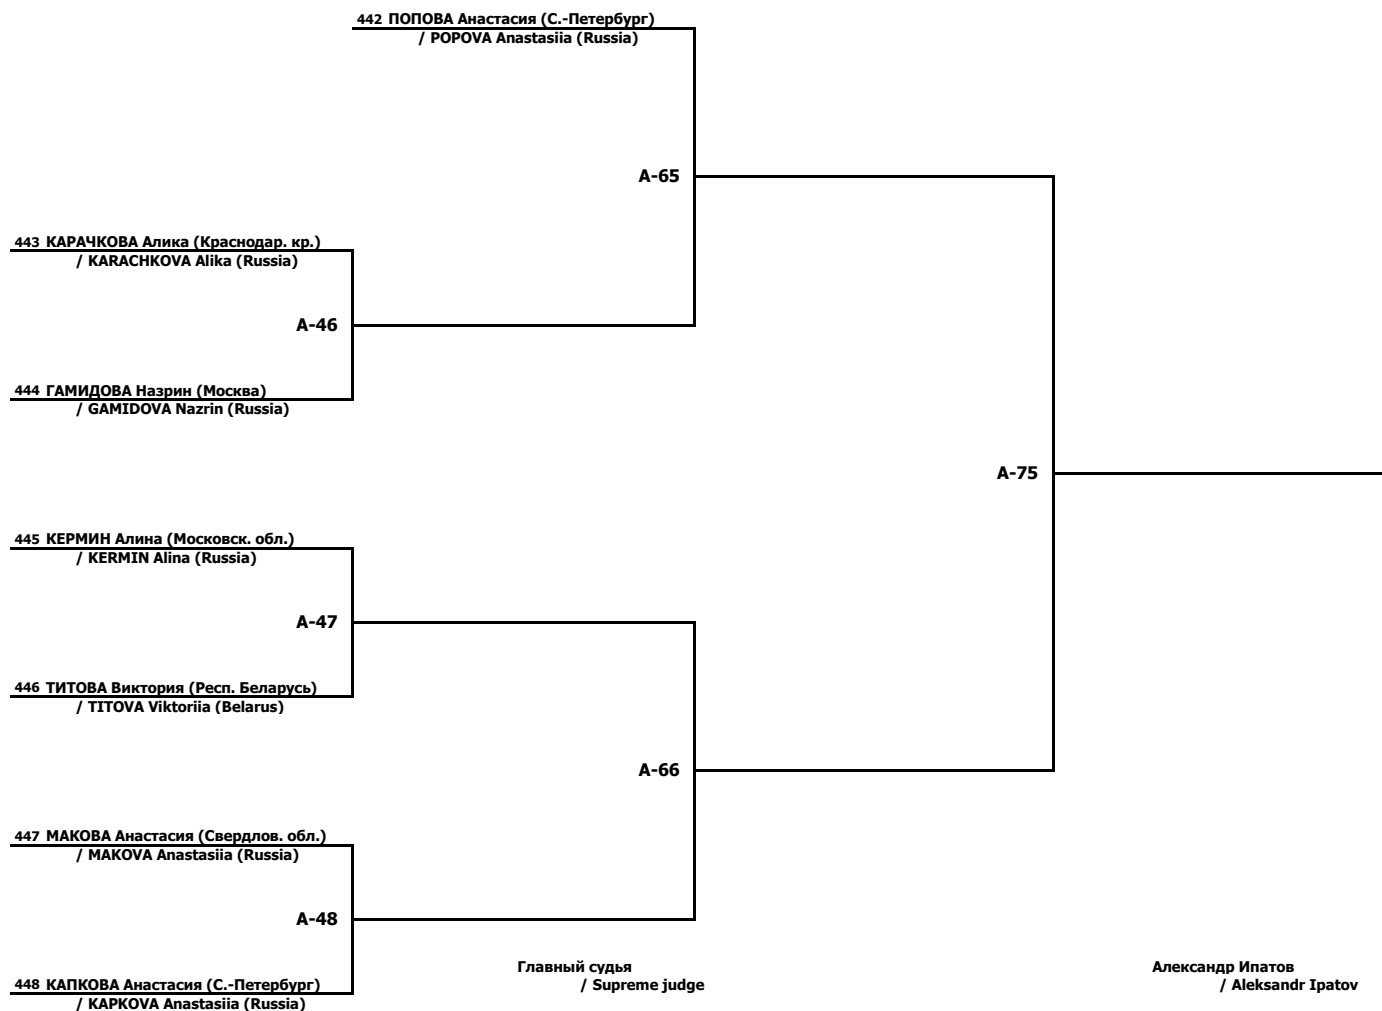 442 ПОПОВА Анастасия (С.-Петербург)
/ POPOVA Anastasiia (Russia)
A-65
443 КАРАЧКОВА Алика (Краснодар. кр.)
/ KARACHKOVA Alika (Russia)
A-46
444 ГАМИДОВА Назрин (Москва)
/ GAMIDOVA Nazrin (Russia)
A-75
445 КЕРМИН Алина (Московск. обл.)
/ KERMIN Alina (Russia)
A-47
446 ТИТОВА Виктория (Респ. Беларусь)
/ TITOVA Viktoriia (Belarus)
A-66
447 МАКОВА Анастасия (Свердлов. обл.)
/ MAKOVA Anastasiia (Russia)
A-48
448 КАПКОВА Анастасия (С.-Петербург)
/ KAPKOVA Anastasiia (Russia)
Главный судья
/ Supreme judge
Александр Ипатов
/ Aleksandr Ipatov